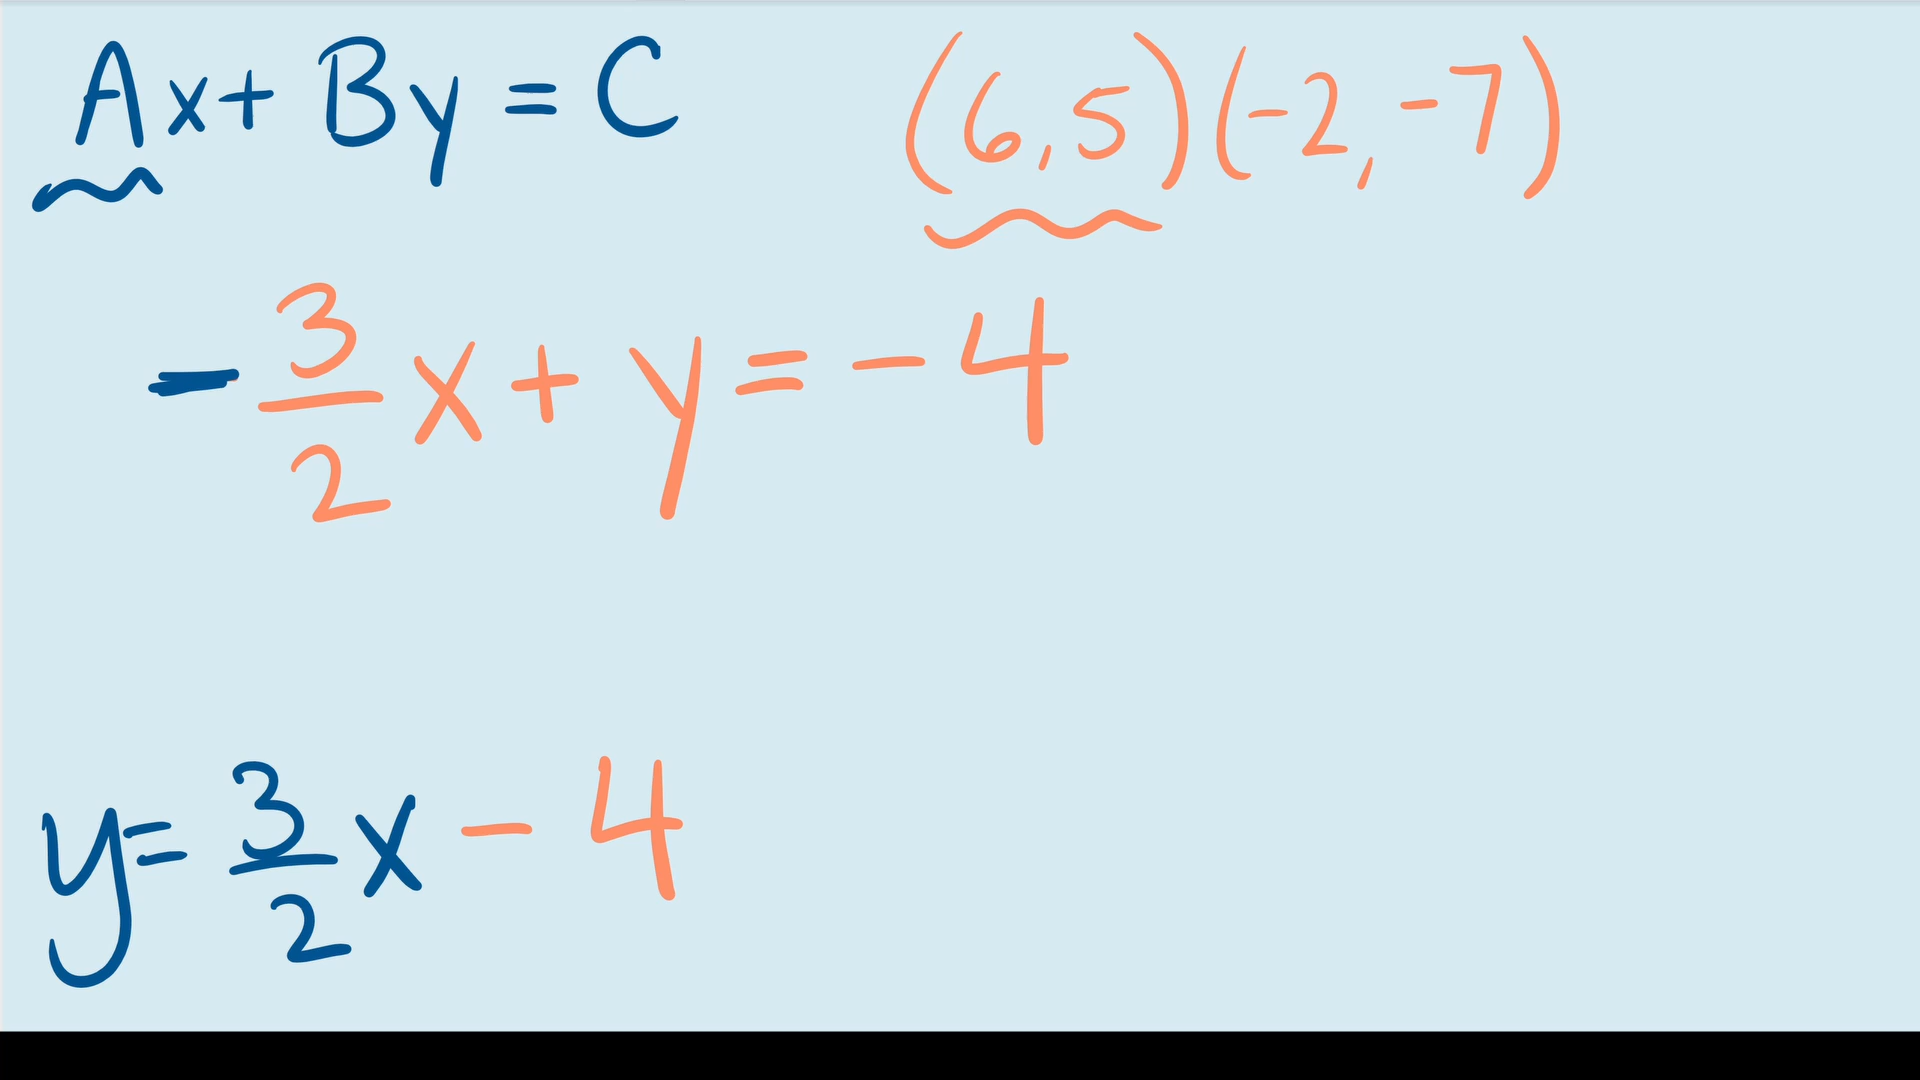 Ax + By = C (6, 5) (-2, -7)
- 3/2 x + y = -4
y = 3/2 x - 4